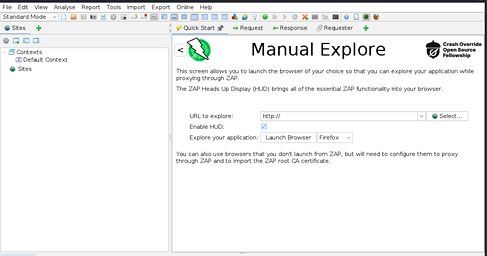 File Edit View Analyse Report Tools Import Export Online Help
Standard Mode
Sites
Quick Start Request Response Requester
Contexts
Default Context
Sites
<
Manual Explore
Crash Override
Open Source
Fellowship
This screen allows you to launch the browser of your choice so that you can explore your application while
proxying through ZAP.
The ZAP Heads Up Display (HUD) brings all of the essential ZAP functionality into your browser.
URL to explore: http:// Select...
Enable HUD:
Explore your application: Launch Browser Firefox
You can also use browsers that you don't launch from ZAP, but will need to configure them to proxy
through ZAP and to import the ZAP root CA certificate.